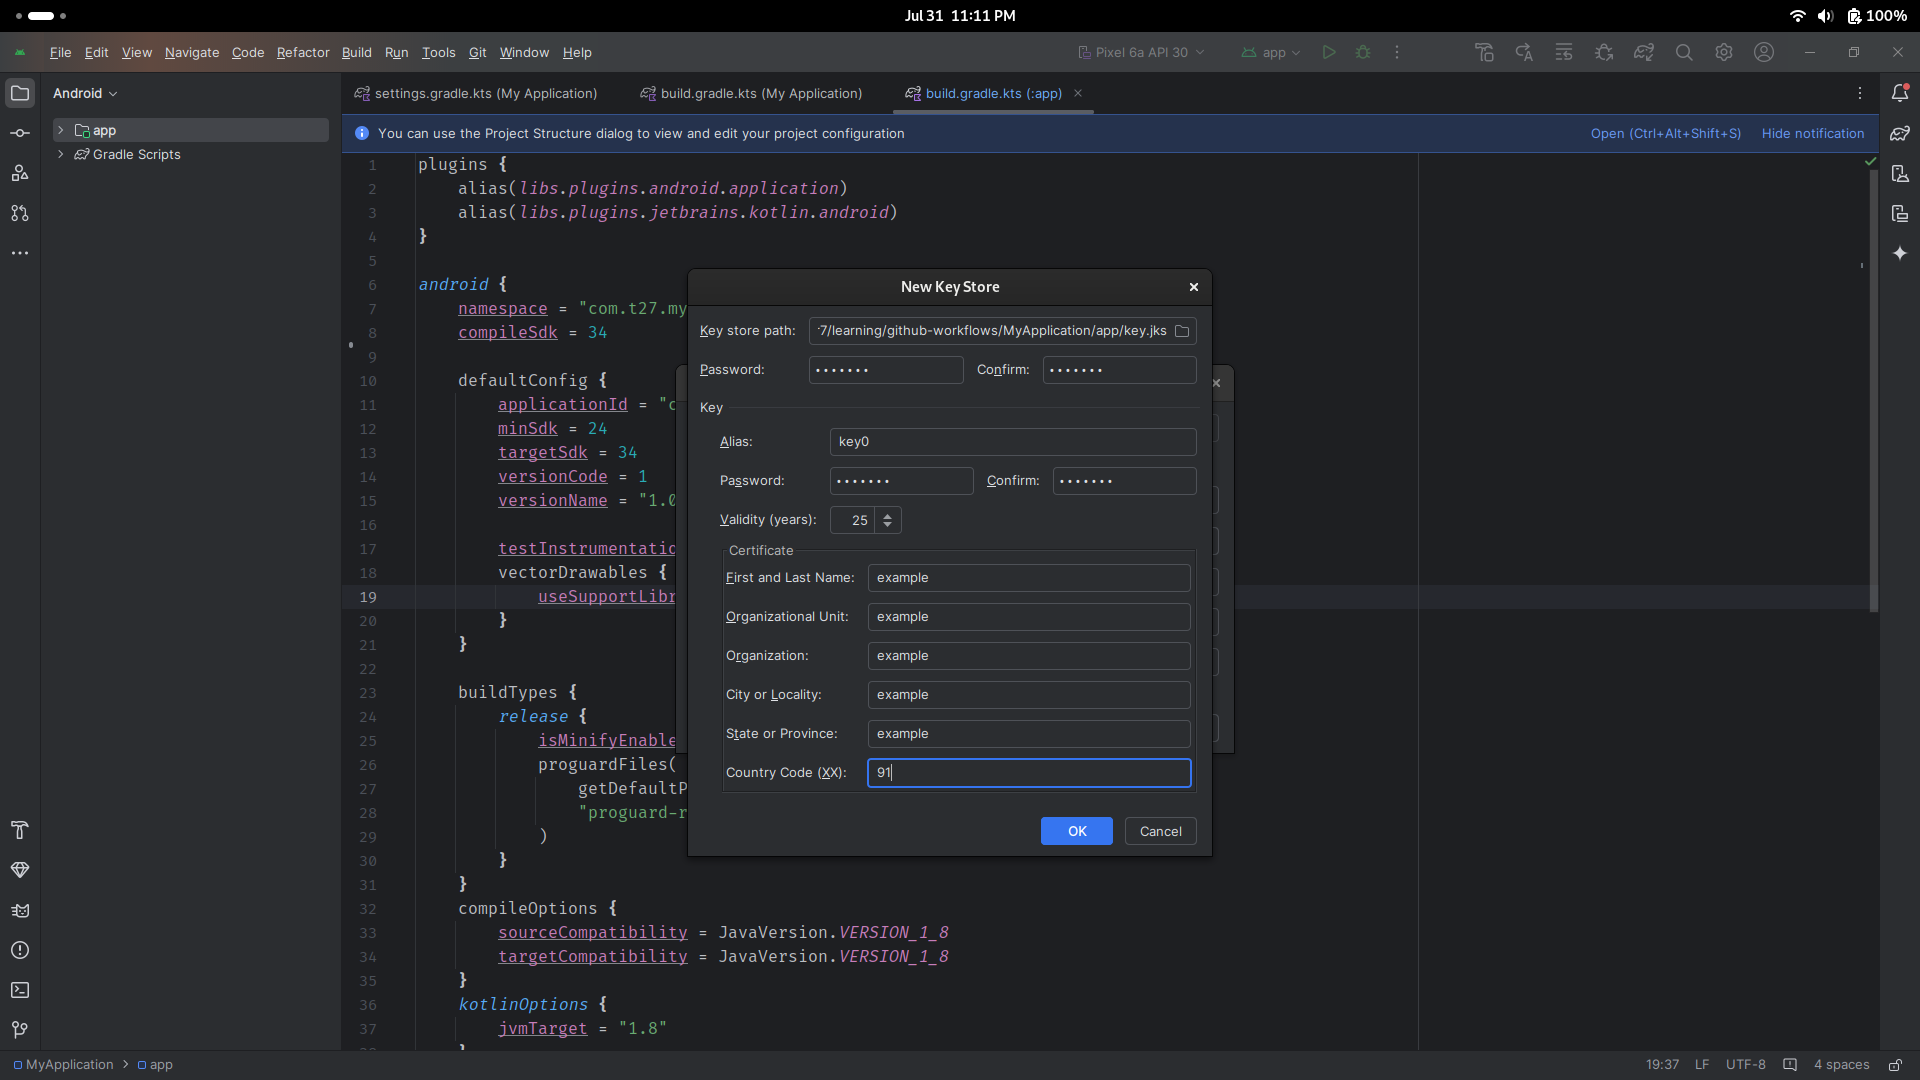 Jul 31 11:11 PM
100%
File Edit View Navigate Code Refactor Build Run Tools Git Window Help
Pixel 6a API 30
app
Android
settings.gradle.kts (My Application)
build.gradle.kts (My Application)
build.gradle.kts (:app)
app
Gradle Scripts
You can use the Project Structure dialog to view and edit your project configuration
Open (Ctrl+Alt+Shift+S) Hide notification
1 plugins {
2 alias(libs.plugins.android.application)
3 alias(libs.plugins.jetbrains.kotlin.android)
4 }
5
6 android {
7 namespace = "com.t27.my
8 compileSdk = 34
9
10 defaultConfig {
11 applicationId = "c
12 minSdk = 24
13 targetSdk = 34
14 versionCode = 1
15 versionName = "1.0
16
17 testInstrumentatio
18 vectorDrawables {
19 useSupportLibr
20 }
21 }
22
23 buildTypes {
24 release {
25 isMinifyEnable
26 proguardFiles(
27 getDefaultP
28 "proguard-r
29 )
30 }
31 }
32 compileOptions {
33 sourceCompatibility = JavaVersion.VERSION_1_8
34 targetCompatibility = JavaVersion.VERSION_1_8
35 }
36 kotlinOptions {
37 jvmTarget = "1.8"
New Key Store
Key store path: 7/learning/github-workflows/MyApplication/app/key.jks
Password: ••••••• Confirm: •••••••
Key
Alias: key0
Password: ••••••• Confirm: •••••••
Validity (years): 25
Certificate
First and Last Name: example
Organizational Unit: example
Organization: example
City or Locality: example
State or Province: example
Country Code (XX): 91
OK Cancel
MyApplication > app
19:37 LF UTF-8 4 spaces